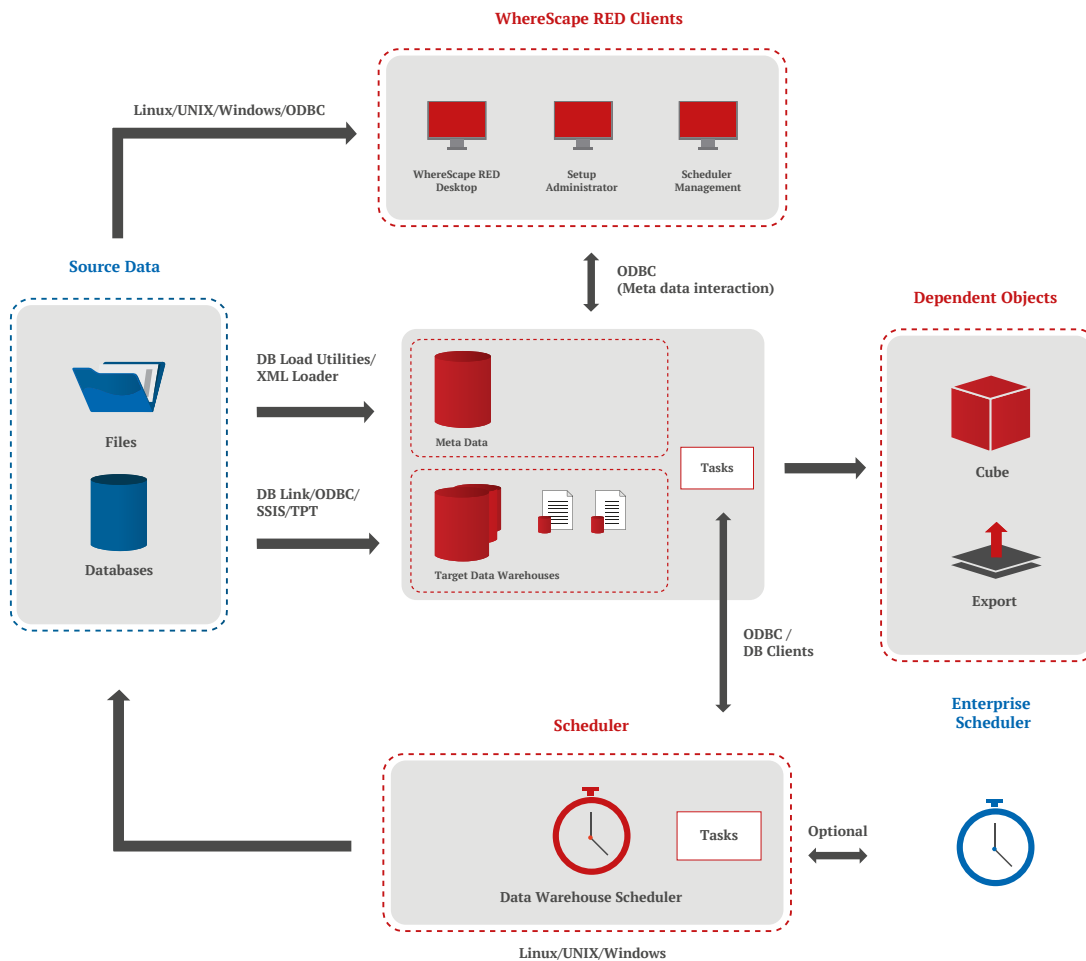 WhereScape RED Clients
Linux/UNIX/Windows/ODBC
WhereScape RED
Desktop
Setup
Administrator
Scheduler
Management
Source Data
ODBC
(Meta data interaction)
Dependent Objects
Files
Databases
DB Load Utilities/
XML Loader
DB Link/ODBC/
SSIS/TPT
Meta Data
Target Data Warehouses
Tasks
Cube
Export
ODBC /
DB Clients
Enterprise
Scheduler
Scheduler
Tasks
Data Warehouse Scheduler
Optional
Linux/UNIX/Windows